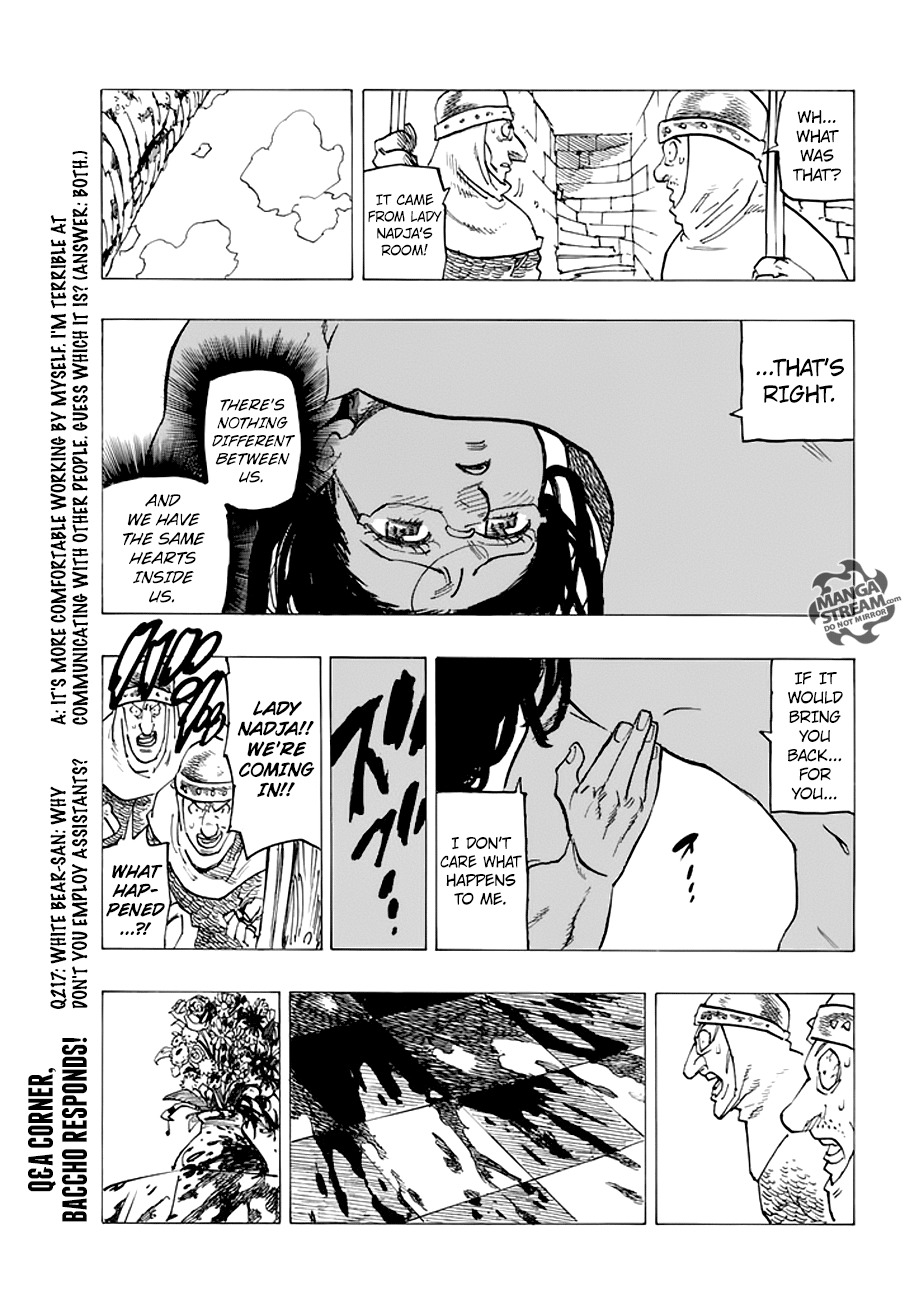 WH...
WHAT
WAS
THAT?
IT CAME
FROM LADY
NADJA'S
ROOM!
...THAT'S
RIGHT.
THERE'S
NOTHING
DIFFERENT
BETWEEN
US.
AND
WE HAVE
THE SAME
HEARTS
INSIDE
US.
MANGA
STREAM.com
DO NOT MIRROR
IF IT
WOULD
BRING
YOU
BACK...
FOR
YOU...
I DON'T
CARE WHAT
HAPPENS
TO ME.
LADY
NADJA!!
WE'RE
COMING
IN!!
WHAT
HAP-
PENED
...?!
Q&A CORNER,
BACCHO RESPONDS!
Q217: WHITE BEAR-SAN: WHY
DON'T YOU EMPLOY ASSISTANTS?
A: IT'S MORE COMFORTABLE WORKING BY MYSELF. I'M TERRIBLE AT
COMMUNICATING WITH OTHER PEOPLE. GUESS WHICH IT IS? (ANSWER: BOTH.)